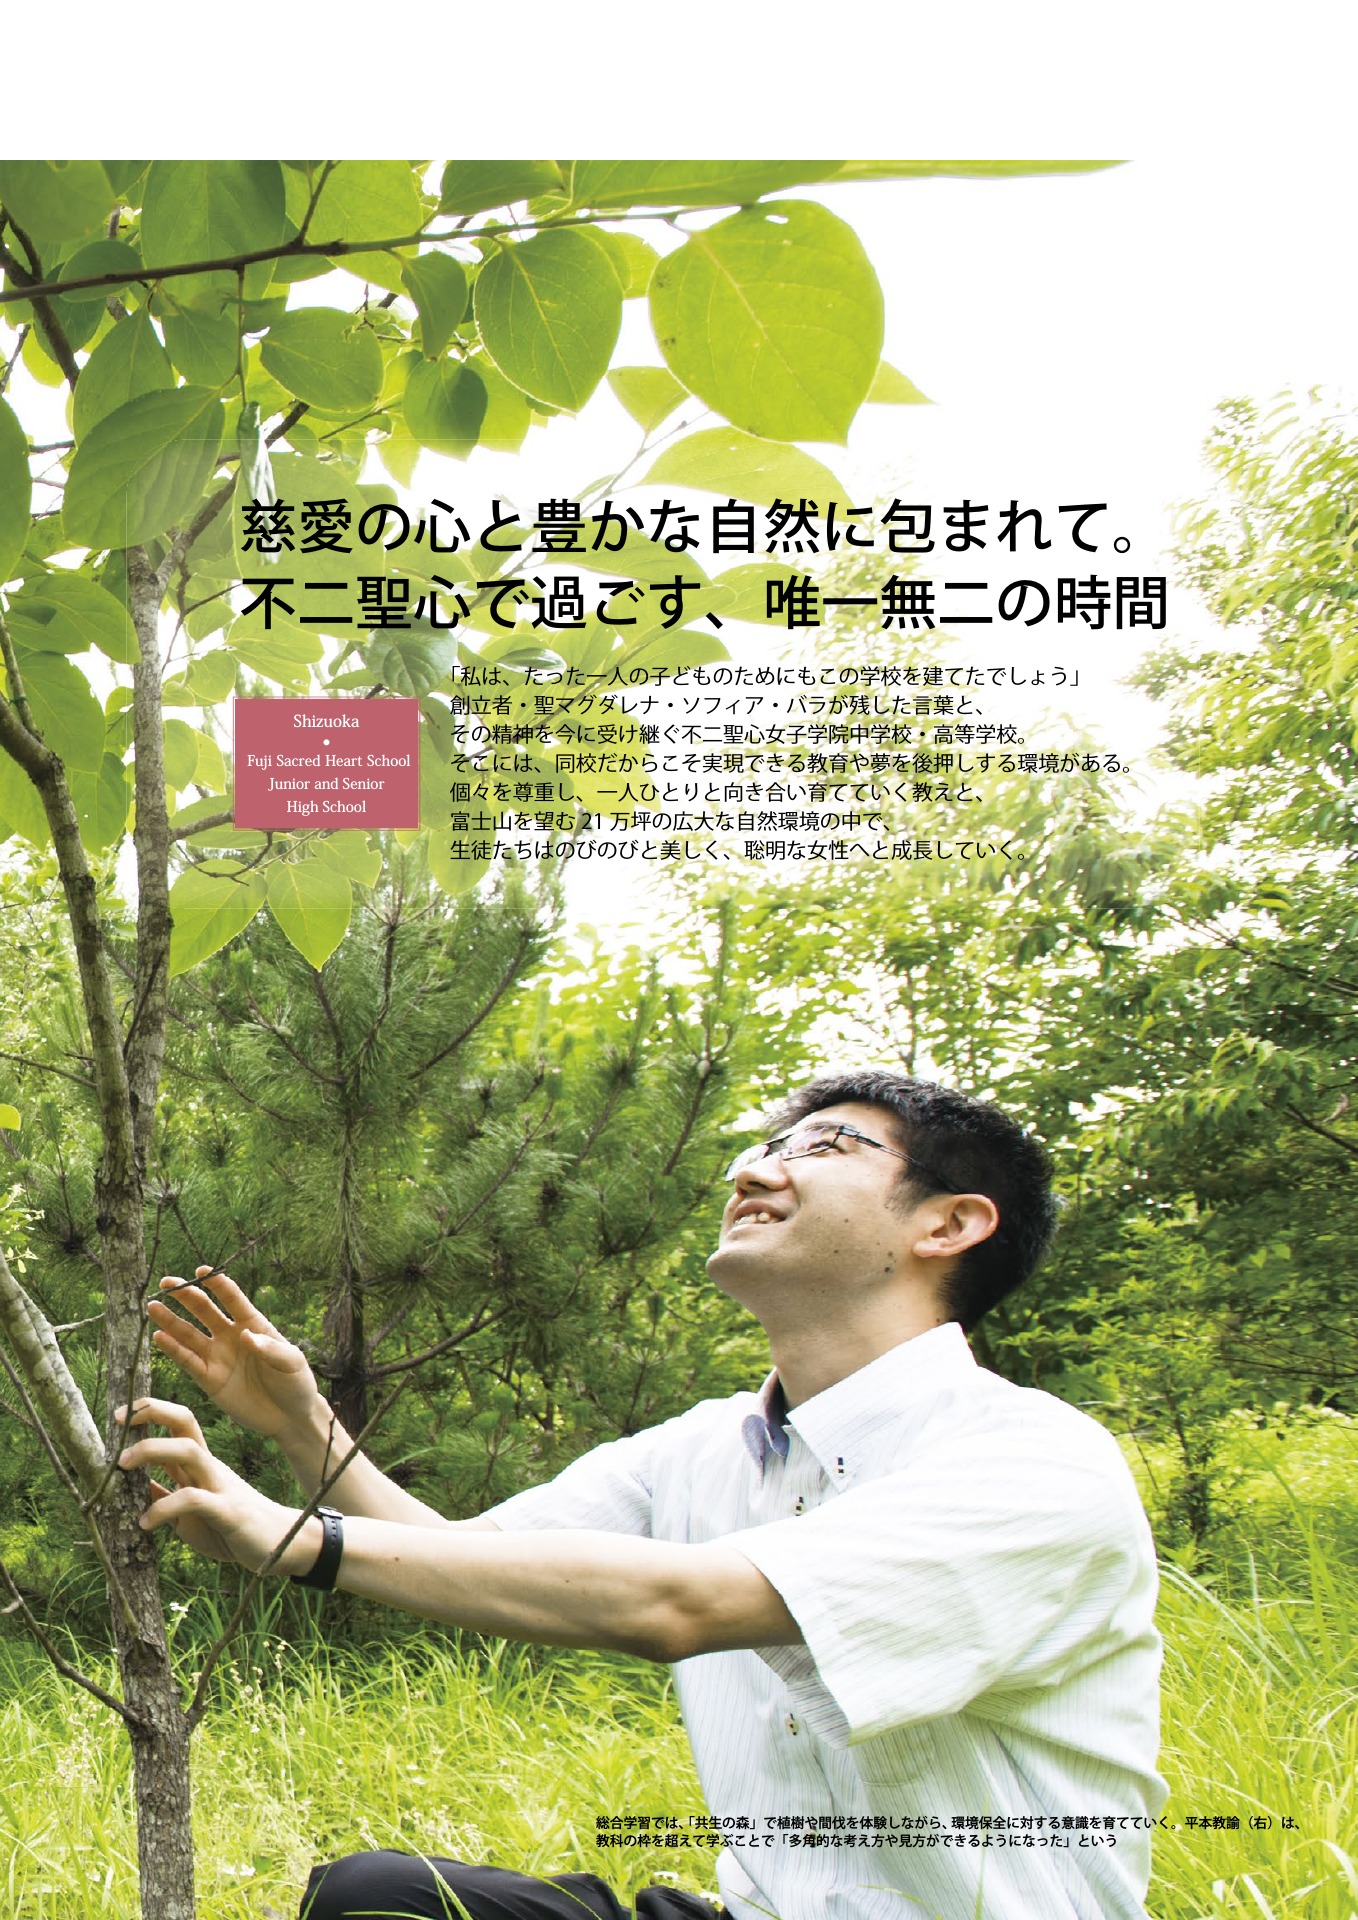 慈愛の心と豊かな自然に包まれて。
不二聖心で過ごす、唯一無二の時間
Shizuoka
●
Fuji Sacred Heart School
Junior and Senior
High School
「私は、たった一人の子どものためにもこの学校を建てたでしょう」
創立者・聖マグダレナ・ソフィア・バラが残した言葉と、
その精神を今に受け継ぐ不二聖心女子学院中学校・高等学校。
そこには、同校だからこそ実現できる教育や夢を後押しする環境がある。
個々を尊重し、一人ひとりと向き合い育てていく教えと、
富士山を望む 21 万坪の広大な自然環境の中で、
生徒たちはのびのびと美しく、聡明な女性へと成長していく。
総合学習では、「共生の森」で植樹や間伐を体験しながら、環境保全に対する意識を育てていく。平本教諭（右）は、
教科の枠を超えて学ぶことで「多角的な考え方や見方ができるようになった」という